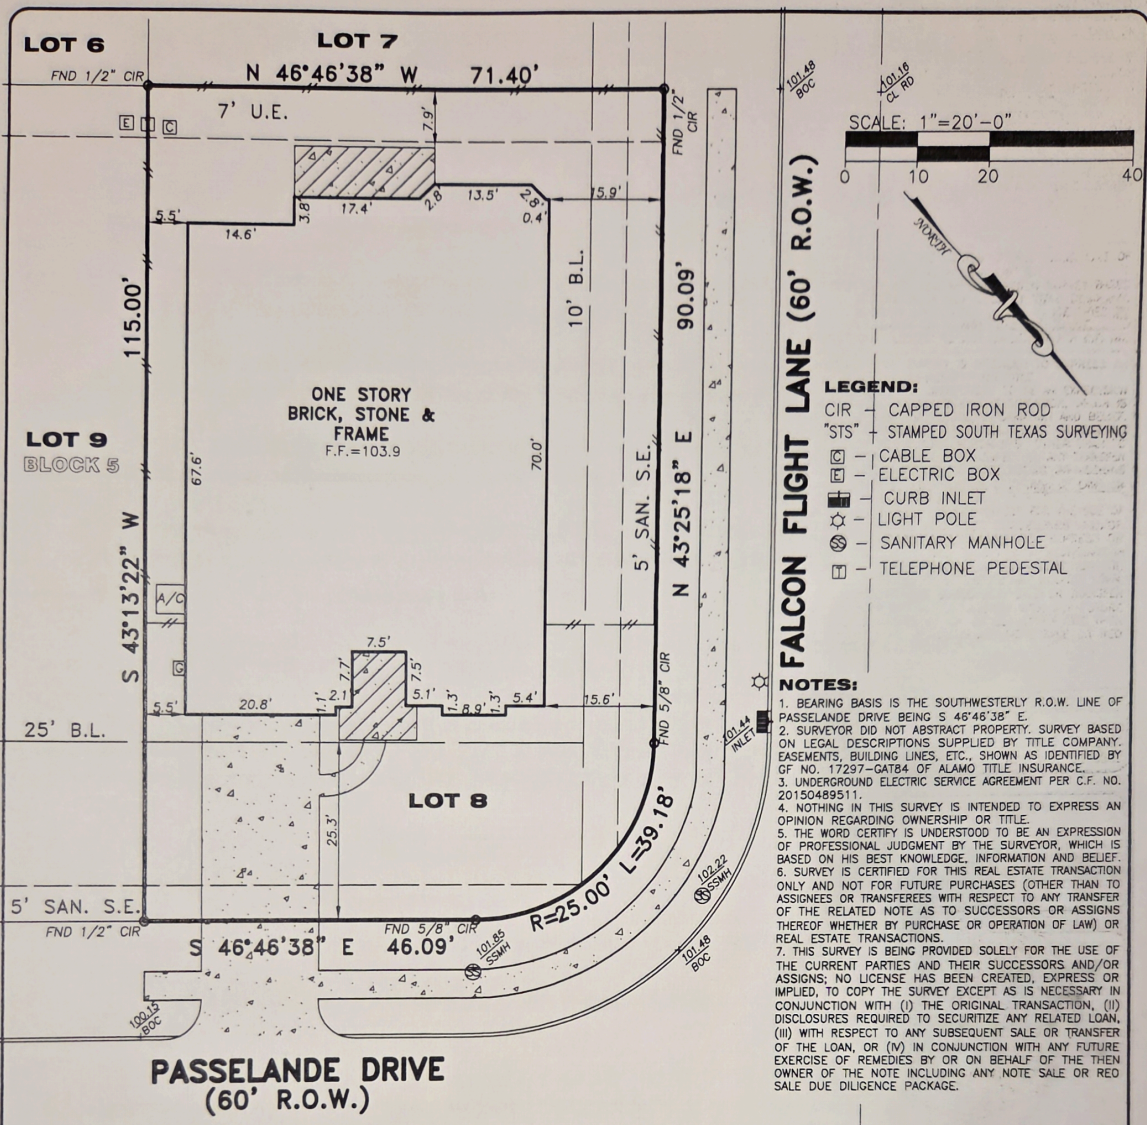 LOT 6
LOT 7
FND 1/2" CIR
N 46°46'38" W 71.40'
7' U.E.
E
T
C
7.9'
FND 1/2"
CIR
101.48
BOC
101.16
CL RD
SCALE: 1"=20'-0"
0 10 20 40
NORTH
5.5'
14.6'
3.8'
17.4'
2.8'
13.5'
2.8'
0.4'
15.9'
115.00'
10' B.L.
90.09'
FALCON FLIGHT LANE (60' R.O.W.)
ONE STORY
BRICK, STONE &
FRAME
F.F.=103.9
LOT 9
BLOCK 5
67.6'
70.0'
5' SAN. S.E.
N 43°25'18" E
S 43°13'22" W
A/C
G
7.5'
7.7'
7.5'
5.5'
20.8'
1.1'
2.1'
5.1'
1.3'
8.9'
1.3'
5.4'
15.6'
FND 5/8" CIR
25' B.L.
101.44
INLET
LOT 8
25.3'
R=25.00' L=39.18'
102.22
SSMH
5' SAN. S.E.
FND 1/2" CIR
FND 5/8" CIR
S 46°46'38" E 46.09'
101.85
SSMH
101.48
BOC
100.15
BOC
PASSELANDE DRIVE
(60' R.O.W.)
LEGEND:
CIR - CAPPED IRON ROD
"STS" - STAMPED SOUTH TEXAS SURVEYING
C - CABLE BOX
E - ELECTRIC BOX
- CURB INLET
- LIGHT POLE
- SANITARY MANHOLE
T - TELEPHONE PEDESTAL
NOTES:
1. BEARING BASIS IS THE SOUTHWESTERLY R.O.W. LINE OF
PASSELANDE DRIVE BEING S 46°46'38" E.
2. SURVEYOR DID NOT ABSTRACT PROPERTY. SURVEY BASED
ON LEGAL DESCRIPTIONS SUPPLIED BY TITLE COMPANY.
EASEMENTS, BUILDING LINES, ETC., SHOWN AS IDENTIFIED BY
GF NO. 17297-GAT84 OF ALAMO TITLE INSURANCE.
3. UNDERGROUND ELECTRIC SERVICE AGREEMENT PER C.F. NO.
20150489511.
4. NOTHING IN THIS SURVEY IS INTENDED TO EXPRESS AN
OPINION REGARDING OWNERSHIP OR TITLE.
5. THE WORD CERTIFY IS UNDERSTOOD TO BE AN EXPRESSION
OF PROFESSIONAL JUDGMENT BY THE SURVEYOR, WHICH IS
BASED ON HIS BEST KNOWLEDGE, INFORMATION AND BELIEF.
6. SURVEY IS CERTIFIED FOR THIS REAL ESTATE TRANSACTION
ONLY AND NOT FOR FUTURE PURCHASES (OTHER THAN TO
ASSIGNEES OR TRANSFEREES WITH RESPECT TO ANY TRANSFER
OF THE RELATED NOTE AS TO SUCCESSORS OR ASSIGNS
THEREOF WHETHER BY PURCHASE OR OPERATION OF LAW) OR
REAL ESTATE TRANSACTIONS.
7. THIS SURVEY IS BEING PROVIDED SOLELY FOR THE USE OF
THE CURRENT PARTIES AND THEIR SUCCESSORS AND/OR
ASSIGNS; NO LICENSE HAS BEEN CREATED, EXPRESS OR
IMPLIED, TO COPY THE SURVEY EXCEPT AS IS NECESSARY IN
CONJUNCTION WITH (I) THE ORIGINAL TRANSACTION, (II)
DISCLOSURES REQUIRED TO SECURITIZE ANY RELATED LOAN,
(III) WITH RESPECT TO ANY SUBSEQUENT SALE OR TRANSFER
OF THE LOAN, OR (IV) IN CONJUNCTION WITH ANY FUTURE
EXERCISE OF REMEDIES BY OR ON BEHALF OF THE THEN
OWNER OF THE NOTE INCLUDING ANY NOTE SALE OR REO
SALE DUE DILIGENCE PACKAGE.